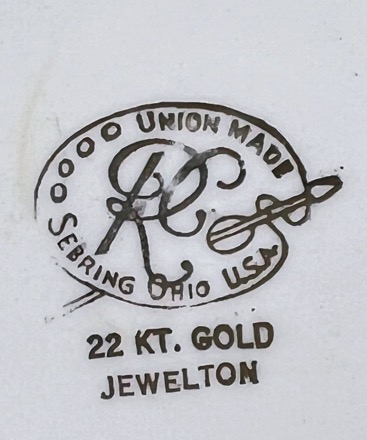 UNION MADE
RC
SEBRING OHIO U.S.A.
22 KT. GOLD
JEWELTON